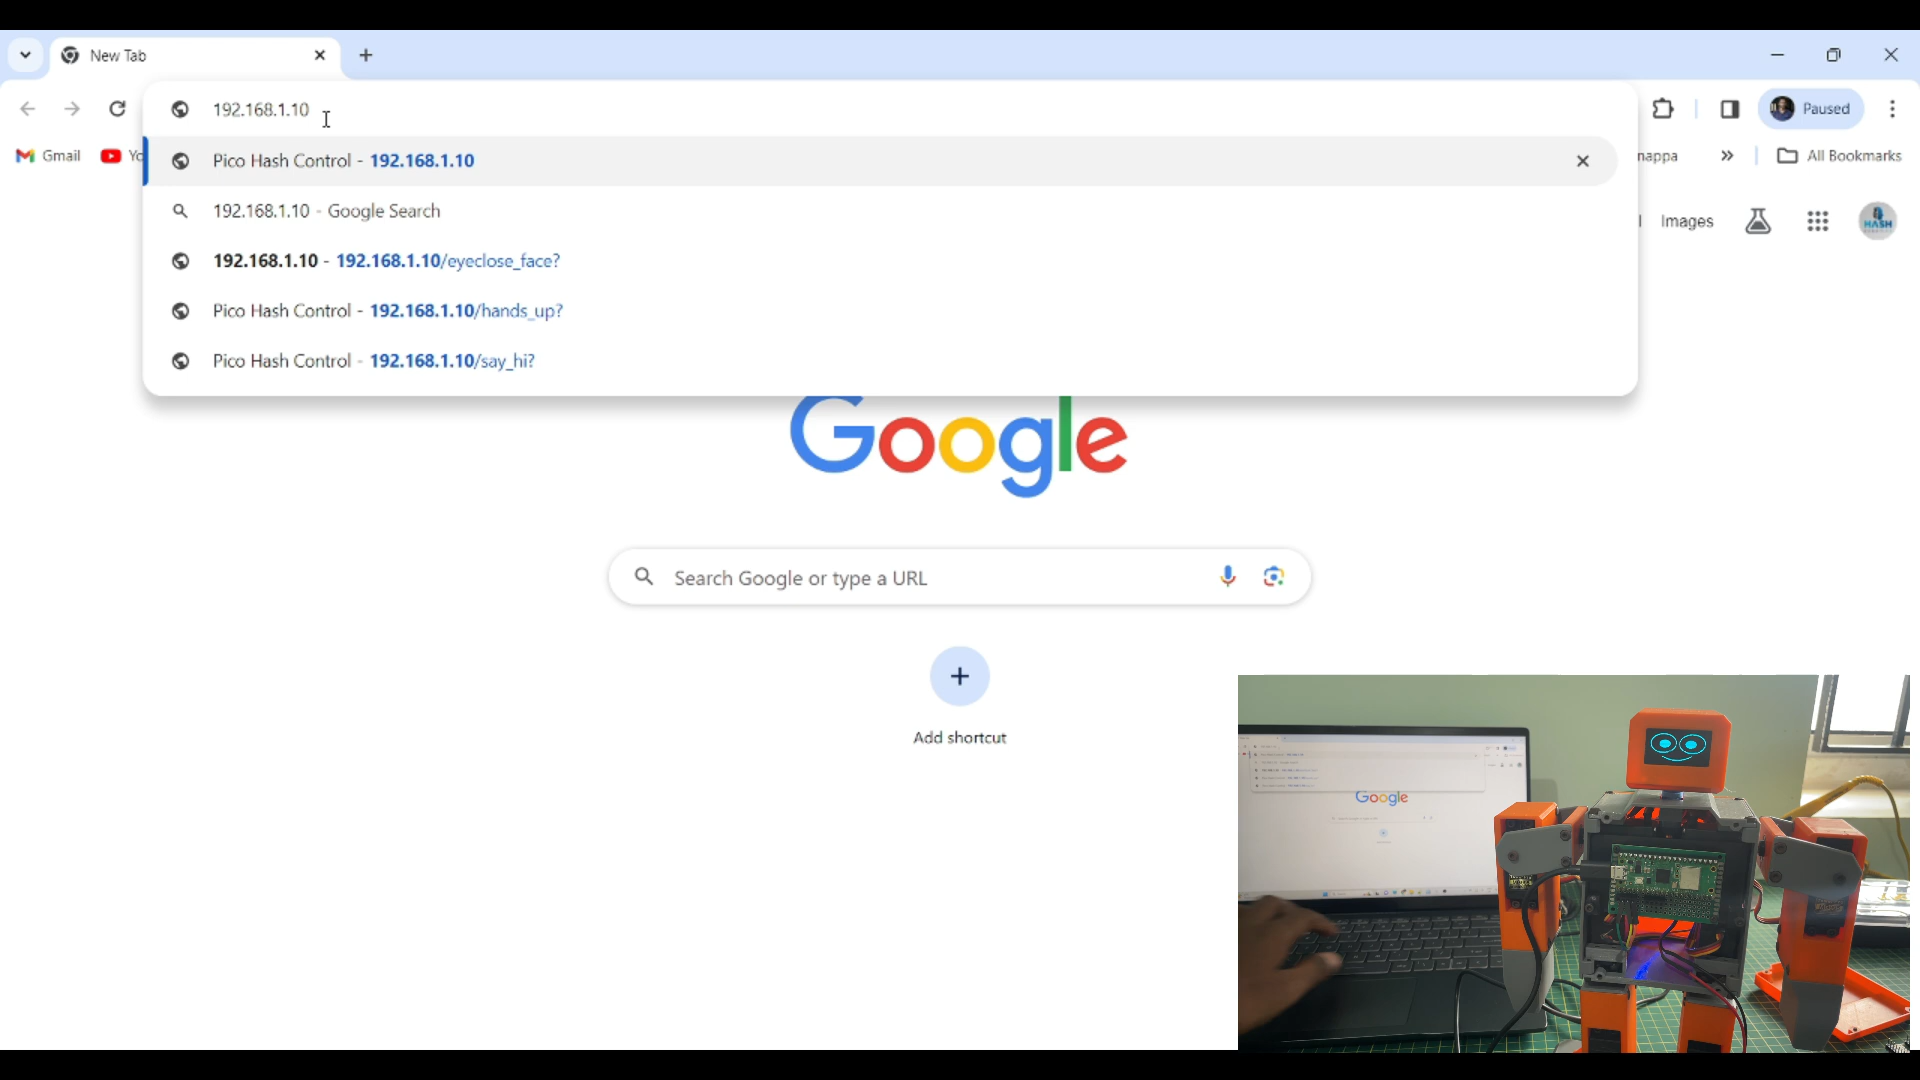 New Tab
192.168.1.10
Paused
Gmail
Yo
Pico Hash Control - 192.168.1.10
nappa
»
All Bookmarks
192.168.1.10 - Google Search
l
Images
HASH
192.168.1.10 - 192.168.1.10/eyeclose_face?
Pico Hash Control - 192.168.1.10/hands_up?
Pico Hash Control - 192.168.1.10/say_hi?
Google
Search Google or type a URL
Add shortcut
Google